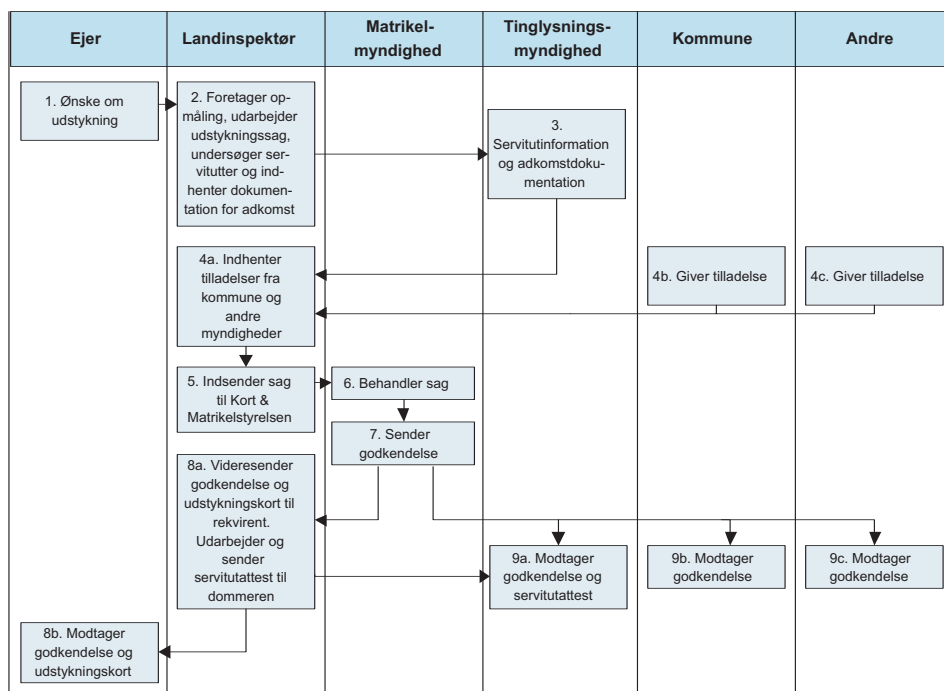 Ejer
Landinspektør
Matrikel-
myndighed
Tinglysnings-
myndighed
Kommune
Andre
1. Ønske om
udstykning
2. Foretager op-
måling, udarbejder
udstykningssag,
undersøger ser-
vitutter og ind-
henter dokumen-
tation for adkomst
3.
Servitutinformation
og adkomstdoku-
mentation
4a. Indhenter
tilladelser fra
kommune og
andre
myndigheder
4b. Giver tilladelse
4c. Giver tilladelse
5. Indsender sag
til Kort &
Matrikelstyrelsen
6. Behandler sag
7. Sender
godkendelse
8a. Videresender
godkendelse og
udstykningskort til
rekvirent.
Udarbejder og
sender
servitutattest til
dommeren
9a. Modtager
godkendelse og
servitutattest
9b. Modtager
godkendelse
9c. Modtager
godkendelse
8b. Modtager
godkendelse og
udstykningskort